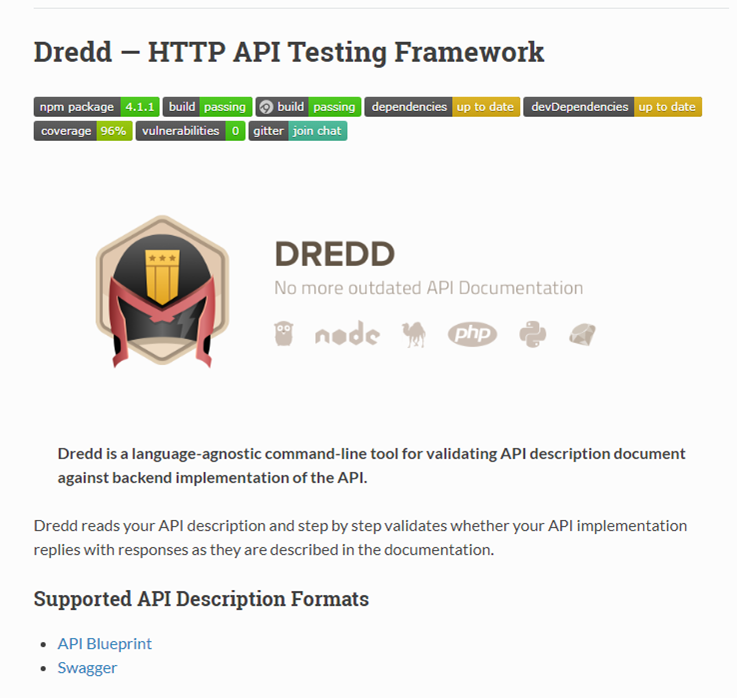 Dredd — HTTP API Testing Framework
npm package 4.1.1 build passing build passing dependencies up to date devDependencies up to date
coverage 96% vulnerabilities 0 gitter join chat
DREDD
No more outdated API Documentation
node php
Dredd is a language-agnostic command-line tool for validating API description document
against backend implementation of the API.
Dredd reads your API description and step by step validates whether your API implementation
replies with responses as they are described in the documentation.
Supported API Description Formats
• API Blueprint
• Swagger